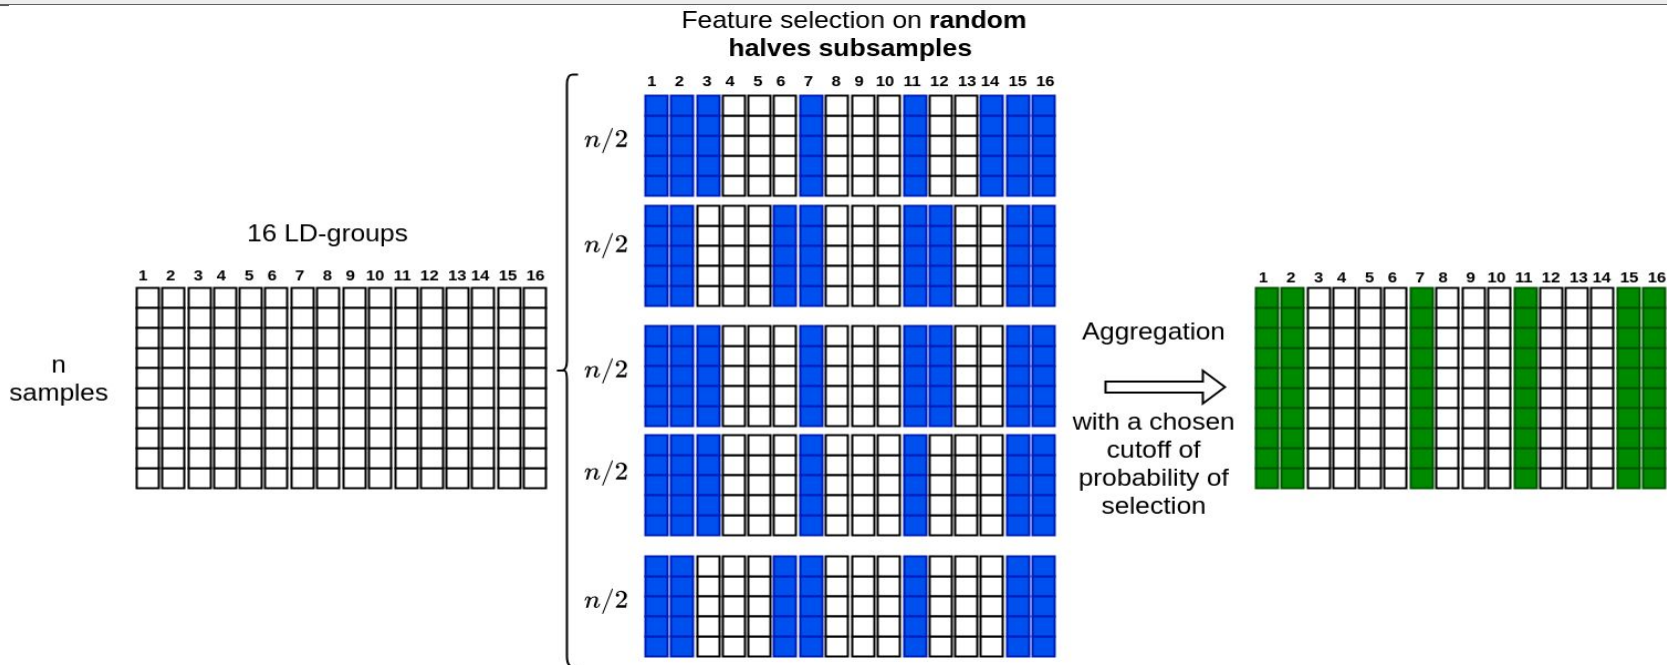 Feature selection on random
halves subsamples
1 2 3 4 5 6 7 8 9 10 11 12 13 14 15 16
n/2
n/2
n/2
n/2
n/2
16 LD-groups
1 2 3 4 5 6 7 8 9 10 11 12 13 14 15 16
n
samples
Aggregation
with a chosen
cutoff of
probability of
selection
1 2 3 4 5 6 7 8 9 10 11 12 13 14 15 16